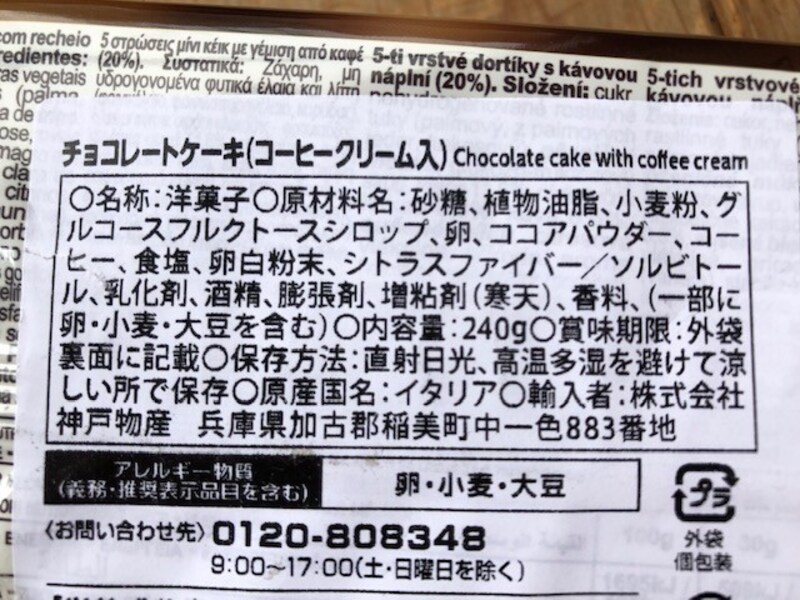 com recheio 5 στρώσεις μίνι κέικ με γέμιση από καφέ 5-ti vrstvé dortíky s kávovou 5-tich vrstvové
redientes: (20%). Συστατικά: Ζάχαρη, μη náplní (20%). Složení: cukr
as vegetais υδρογονωμένα φυτικά έλαια και λίπη
チョコレートケーキ(コーヒークリーム入) Chocolate cake with coffee cream
〇名称:洋菓子〇原材料名:砂糖、植物油脂、小麦粉、グ
ルコースフルクトースシロップ、卵、ココアパウダー、コー
ヒー、食塩、卵白粉末、シトラスファイバー/ソルビトー
ル、乳化剤、酒精、膨張剤、増粘剤(寒天)、香料、(一部に
卵・小麦・大豆を含む)〇内容量:240g〇賞味期限:外袋
裏面に記載〇保存方法:直射日光、高温多湿を避けて涼
しい所で保存〇原産国名:イタリア〇輸入者:株式会社
神戸物産 兵庫県加古郡稲美町中一色883番地
アレルギー物質
(義務・推奨表示品目を含む)
卵・小麦・大豆
プラ
外袋
個包装
〈お問い合わせ先〉0120-808348
9:00~17:00(土・日曜日を除く)